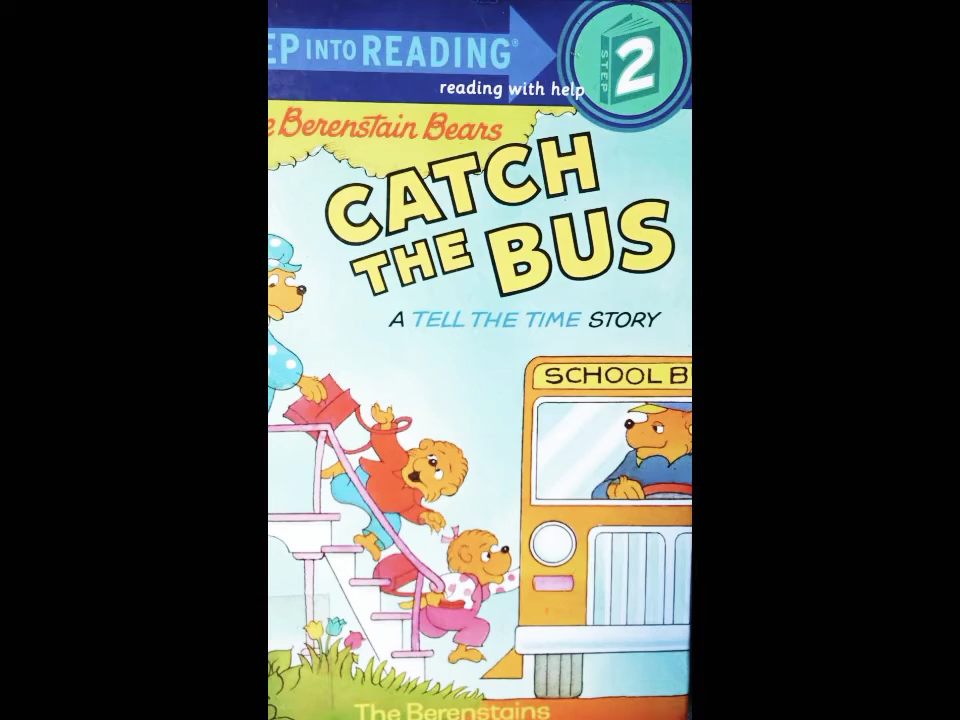 EP INTO READING®
reading with help
STEP 2
e Berenstain Bears
CATCH
THE BUS
A TELL THE TIME STORY
SCHOOL B
The Berenstains